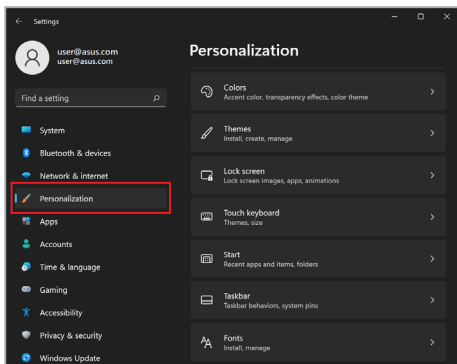 Settings
user@asus.com
user@asus.com
Find a setting
System
Bluetooth & devices
Network & internet
Personalization
Apps
Accounts
Time & language
Gaming
Accessibility
Privacy & security
Windows Update
Personalization
Colors
Accent color, transparency effects, color theme
Themes
Install, create, manage
Lock screen
Lock screen images, apps, animations
Touch keyboard
Themes, size
Start
Recent apps and items, folders
Taskbar
Taskbar behaviors, system pins
Fonts
Install, manage